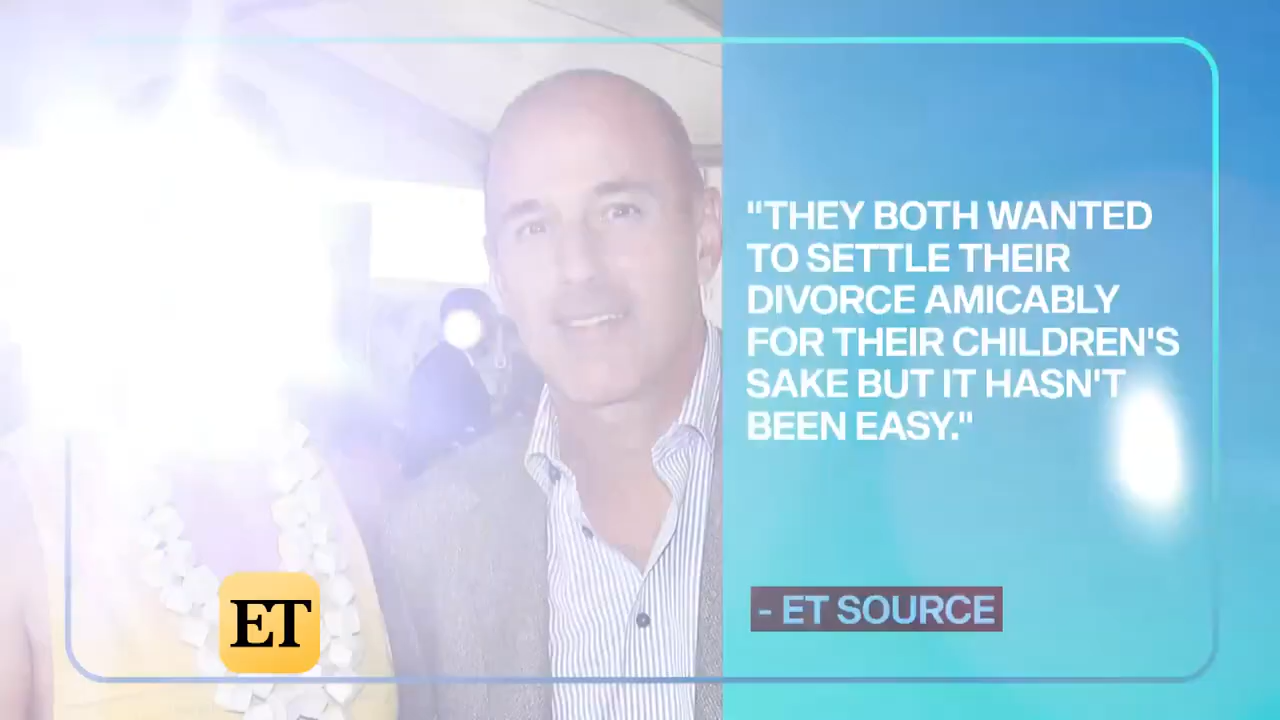 "THEY BOTH WANTED
TO SETTLE THEIR
DIVORCE AMICABLY
FOR THEIR CHILDREN'S
SAKE BUT IT HASN'T
BEEN EASY."
- ET SOURCE
ET